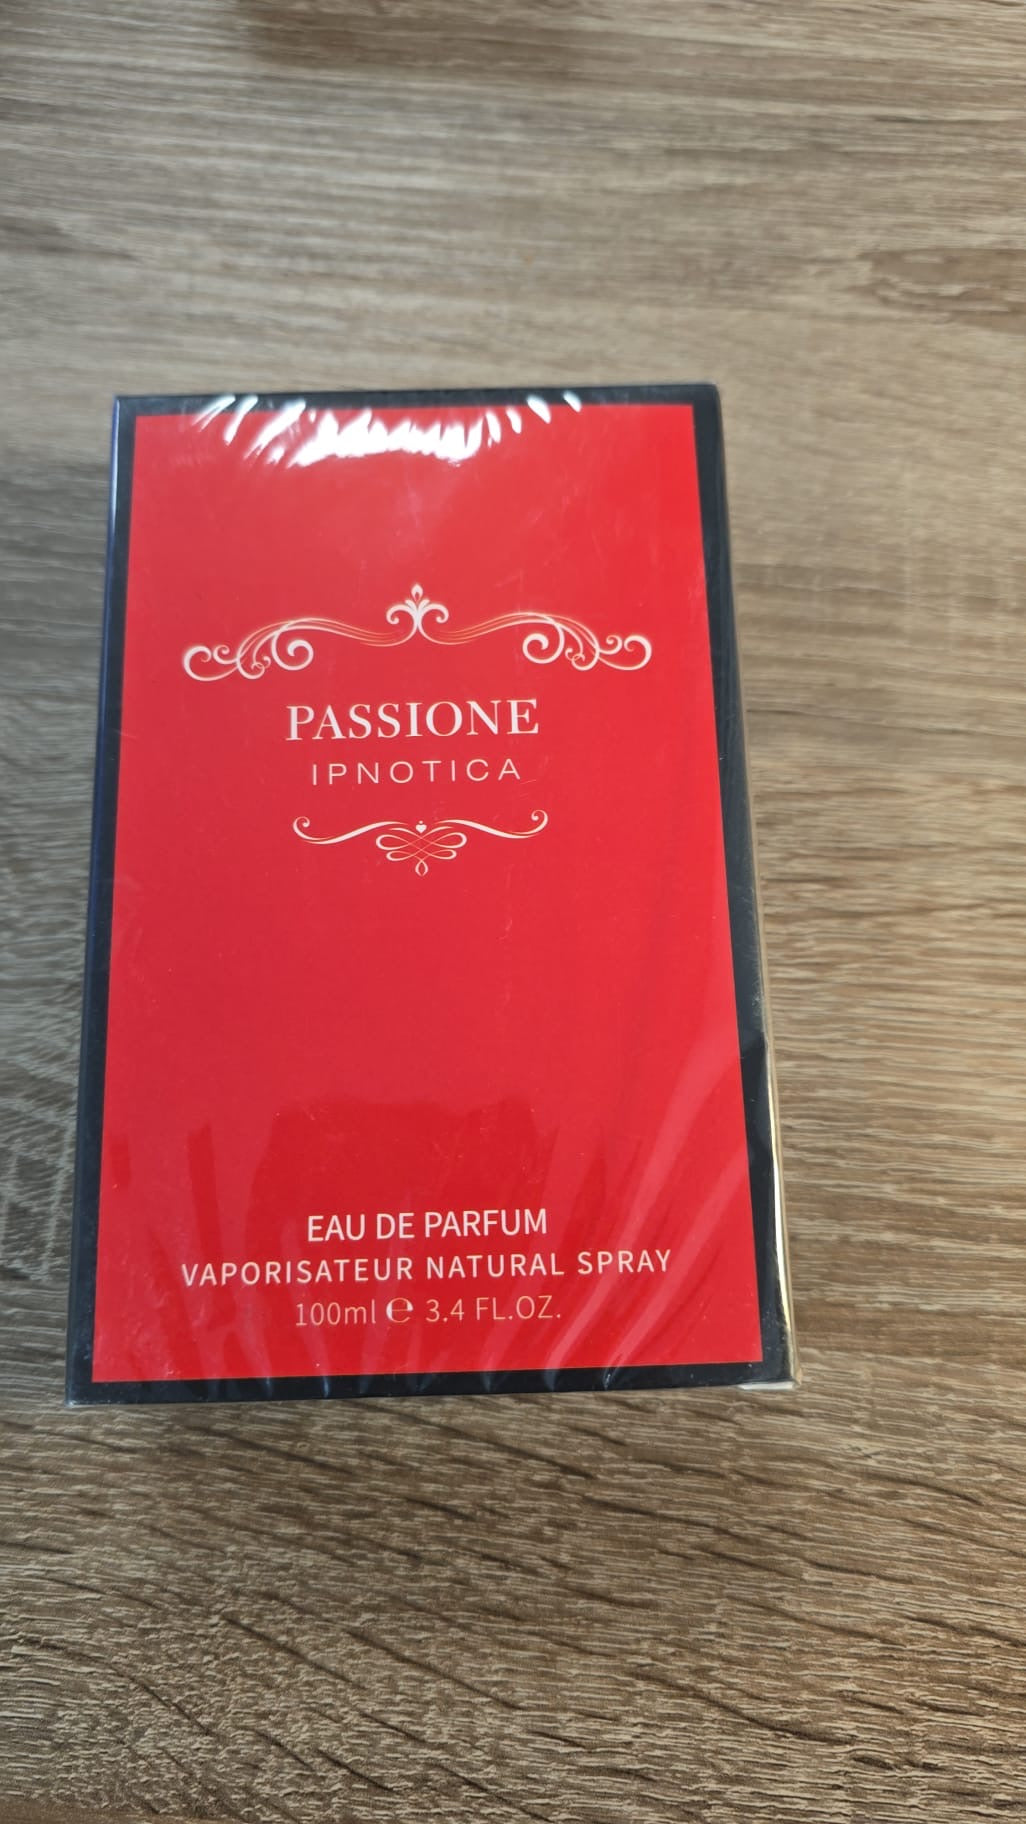 PASSIONE
IPNOTICA
EAU DE PARFUM
VAPORISATEUR NATURAL SPRAY
100ml ℮ 3.4 FL.OZ.